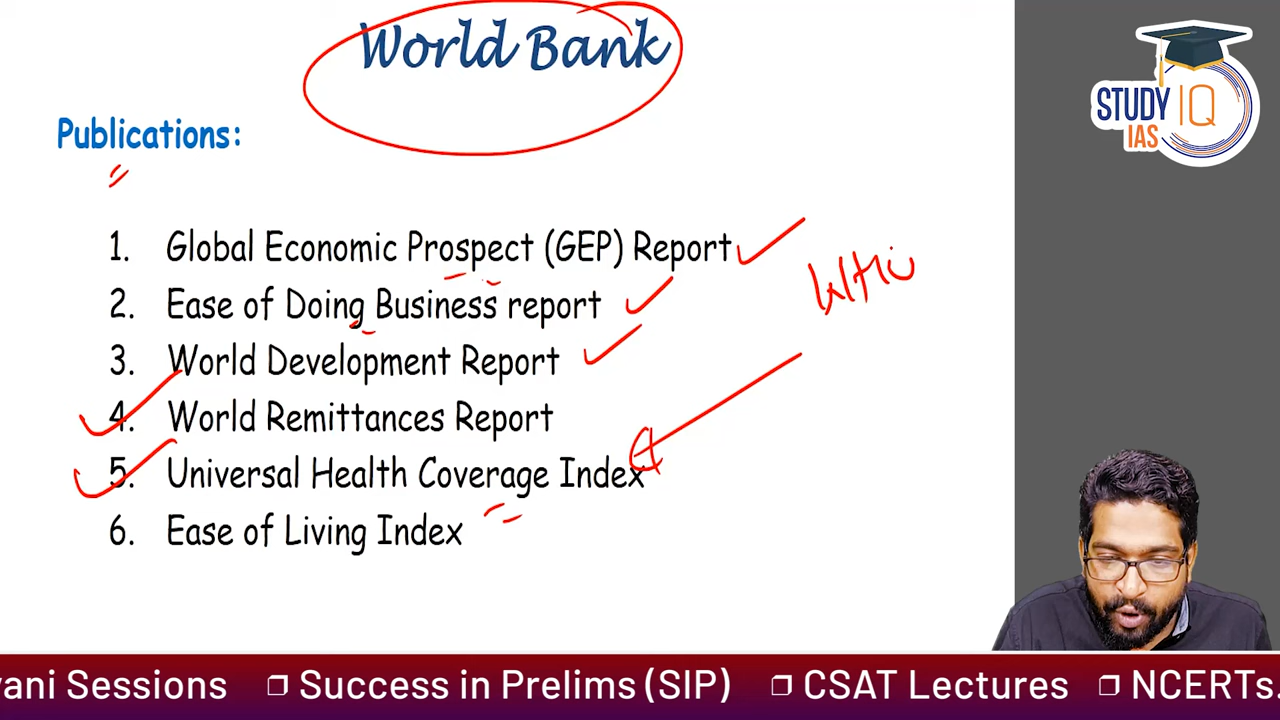 World Bank
STUDY IQ
IAS
Publications:
1. Global Economic Prospect (GEP) Report
2. Ease of Doing Business report
3. World Development Report
4. World Remittances Report
5. Universal Health Coverage Index
6. Ease of Living Index
vani Sessions ❐ Success in Prelims (SIP) ❐ CSAT Lectures ❐ NCERTs.